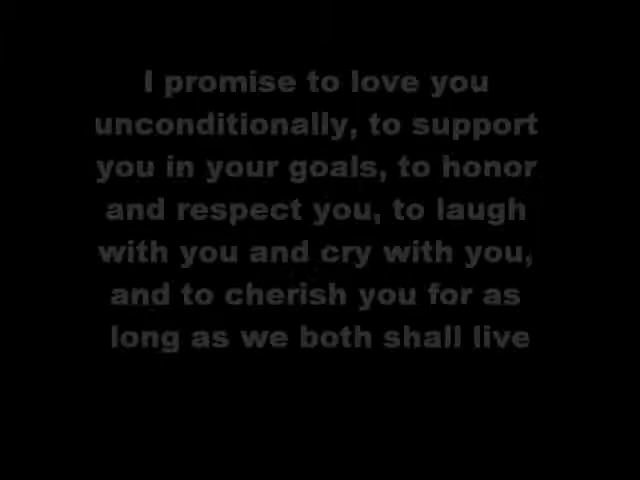 I promise to love you
unconditionally, to support
you in your goals, to honor
and respect you, to laugh
with you and cry with you,
and to cherish you for as
long as we both shall live